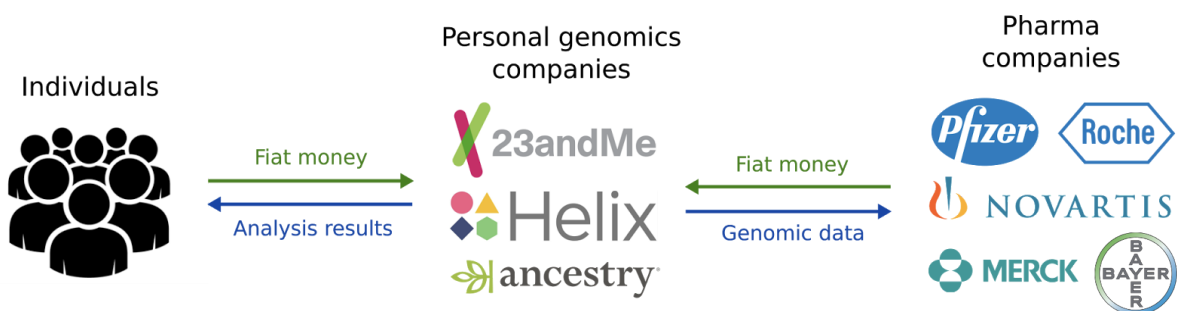 Individuals
Fiat money
Analysis results
Personal genomics
companies
23andMe
Helix
ancestry
Fiat money
Genomic data
Pharma
companies
Pfizer
Roche
NOVARTIS
MERCK
BAYER
BAYER